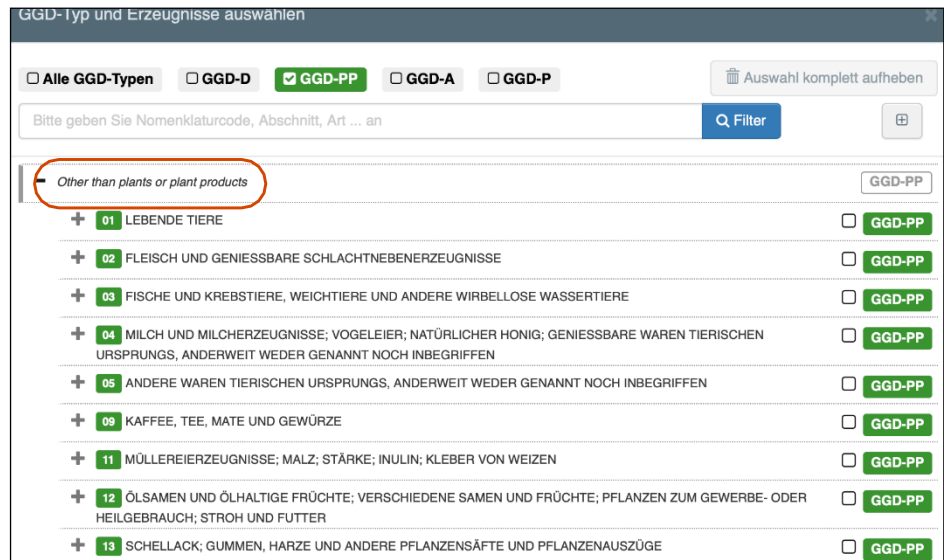 GGD-Typ und Erzeugnisse auswählen
Alle GGD-Typen GGD-D GGD-PP GGD-A GGD-P Auswahl komplett aufheben
Bitte geben Sie Nomenklaturcode, Abschnitt, Art ... an Filter
Other than plants or plant products GGD-PP
01 LEBENDE TIERE GGD-PP
02 FLEISCH UND GENIESSBARE SCHLACHTNEBENERZEUGNISSE GGD-PP
03 FISCHE UND KREBSTIERE, WEICHTIERE UND ANDERE WIRBELLOSE WASSERTIERE GGD-PP
04 MILCH UND MILCHERZEUGNISSE; VOGELEIER; NATÜRLICHER HONIG; GENIESSBARE WAREN TIERISCHEN GGD-PP
URSPRUNGS, ANDERWEIT WEDER GENANNT NOCH INBEGRIFFEN
05 ANDERE WAREN TIERISCHEN URSPRUNGS, ANDERWEIT WEDER GENANNT NOCH INBEGRIFFEN GGD-PP
09 KAFFEE, TEE, MATE UND GEWÜRZE GGD-PP
11 MÜLLEREIERZEUGNISSE; MALZ; STÄRKE; INULIN; KLEBER VON WEIZEN GGD-PP
12 ÖLSAMEN UND ÖLHALTIGE FRÜCHTE; VERSCHIEDENE SAMEN UND FRÜCHTE; PFLANZEN ZUM GEWERBE- ODER GGD-PP
HEILGEBRAUCH; STROH UND FUTTER
13 SCHELLACK; GUMMEN, HARZE UND ANDERE PFLANZENSÄFTE UND PFLANZENAUSZÜGE GGD-PP